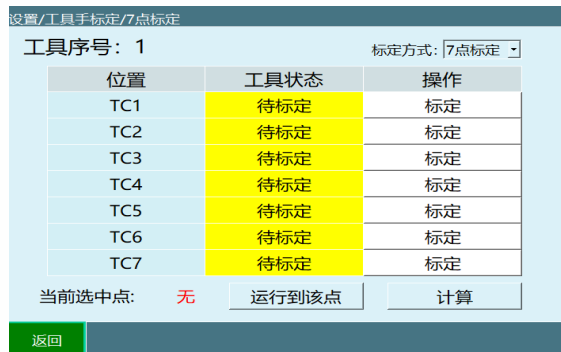 设置/工具手标定/7点标定
工具序号：1 标定方式：7点标定
位置 工具状态 操作
TC1 待标定 标定
TC2 待标定 标定
TC3 待标定 标定
TC4 待标定 标定
TC5 待标定 标定
TC6 待标定 标定
TC7 待标定 标定
当前选中点: 无 运行到该点 计算
返回